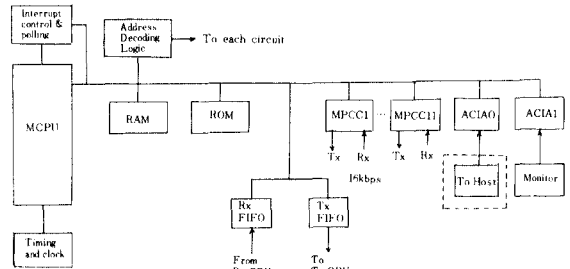 Interrupt
control &
polling
Address
Decoding
Logic
To each circuit
MCPU
RAM
ROM
MPCC1 ... MPCC11
ACIA0
ACIA1
Tx Rx Tx Rx
16kbps
To Host
Monitor
Rx
FIFO
Tx
FIFO
Timing
and clock
From
To